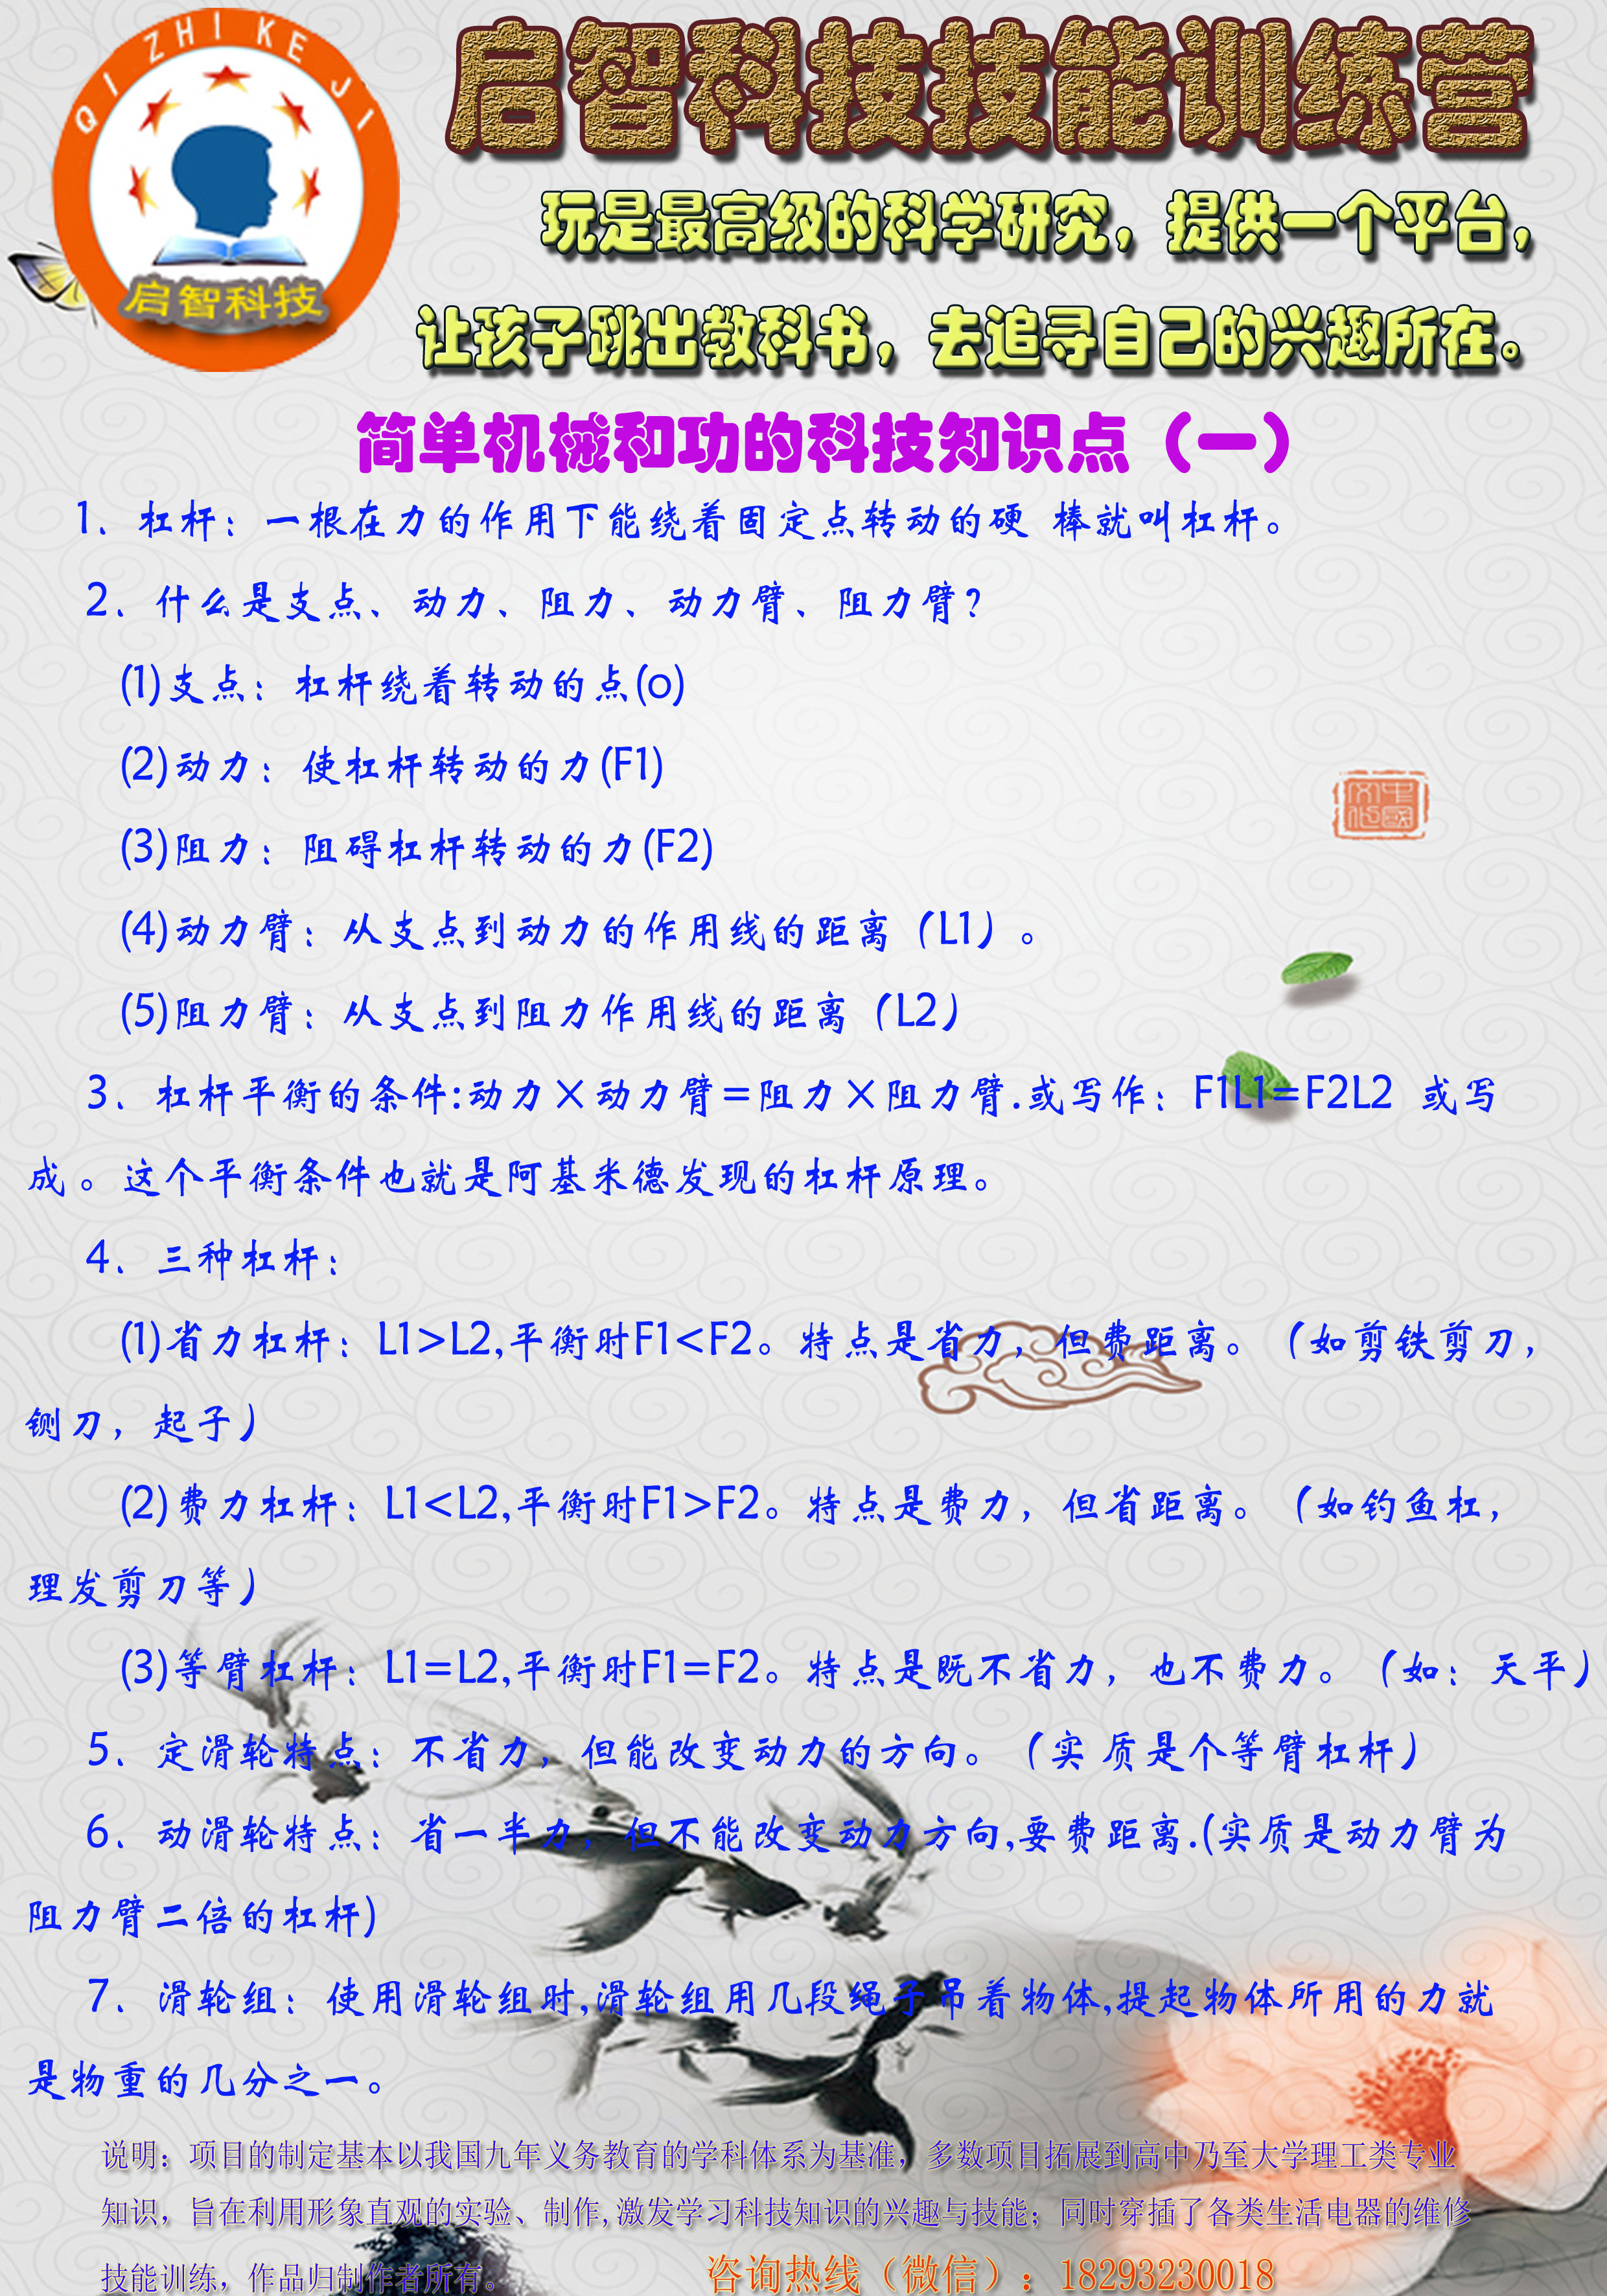 QI ZHI KE JI
启智科技
启智科技技能训练营
玩是最高级的科学研究，提供一个平台，
让孩子跳出教科书，去追寻自己的兴趣所在。
简单机械和功的科技知识点（一）
1、杠杆：一根在力的作用下能绕着固定点转动的硬 棒就叫杠杆。
2、什么是支点、动力、阻力、动力臂、阻力臂？
(1)支点：杠杆绕着转动的点(o)
(2)动力：使杠杆转动的力(F1)
(3)阻力：阻碍杠杆转动的力(F2)
(4)动力臂：从支点到动力的作用线的距离（L1）。
(5)阻力臂：从支点到阻力作用线的距离（L2）
3、杠杆平衡的条件:动力×动力臂=阻力×阻力臂.或写作：F1L1=F2L2 或写
成。这个平衡条件也就是阿基米德发现的杠杆原理。
4、三种杠杆：
(1)省力杠杆：L1>L2,平衡时F1<F2。特点是省力，但费距离。（如剪铁剪刀，
铡刀，起子）
(2)费力杠杆：L1<L2,平衡时F1>F2。特点是费力，但省距离。（如钓鱼杠，
理发剪刀等）
(3)等臂杠杆：L1=L2,平衡时F1=F2。特点是既不省力，也不费力。（如：天平）
5、定滑轮特点：不省力，但能改变动力的方向。（实 质是个等臂杠杆）
6、动滑轮特点：省一半力，但不能改变动力方向,要费距离.(实质是动力臂为
阻力臂二倍的杠杆)
7、滑轮组：使用滑轮组时,滑轮组用几段绳子吊着物体,提起物体所用的力就
是物重的几分之一。
说明：项目的制定基本以我国九年义务教育的学科体系为基准，多数项目拓展到高中乃至大学理工类专业
知识，旨在利用形象直观的实验、制作,激发学习科技知识的兴趣与技能；同时穿插了各类生活电器的维修
技能训练，作品归制作者所有。
咨询热线（微信）：18293230018